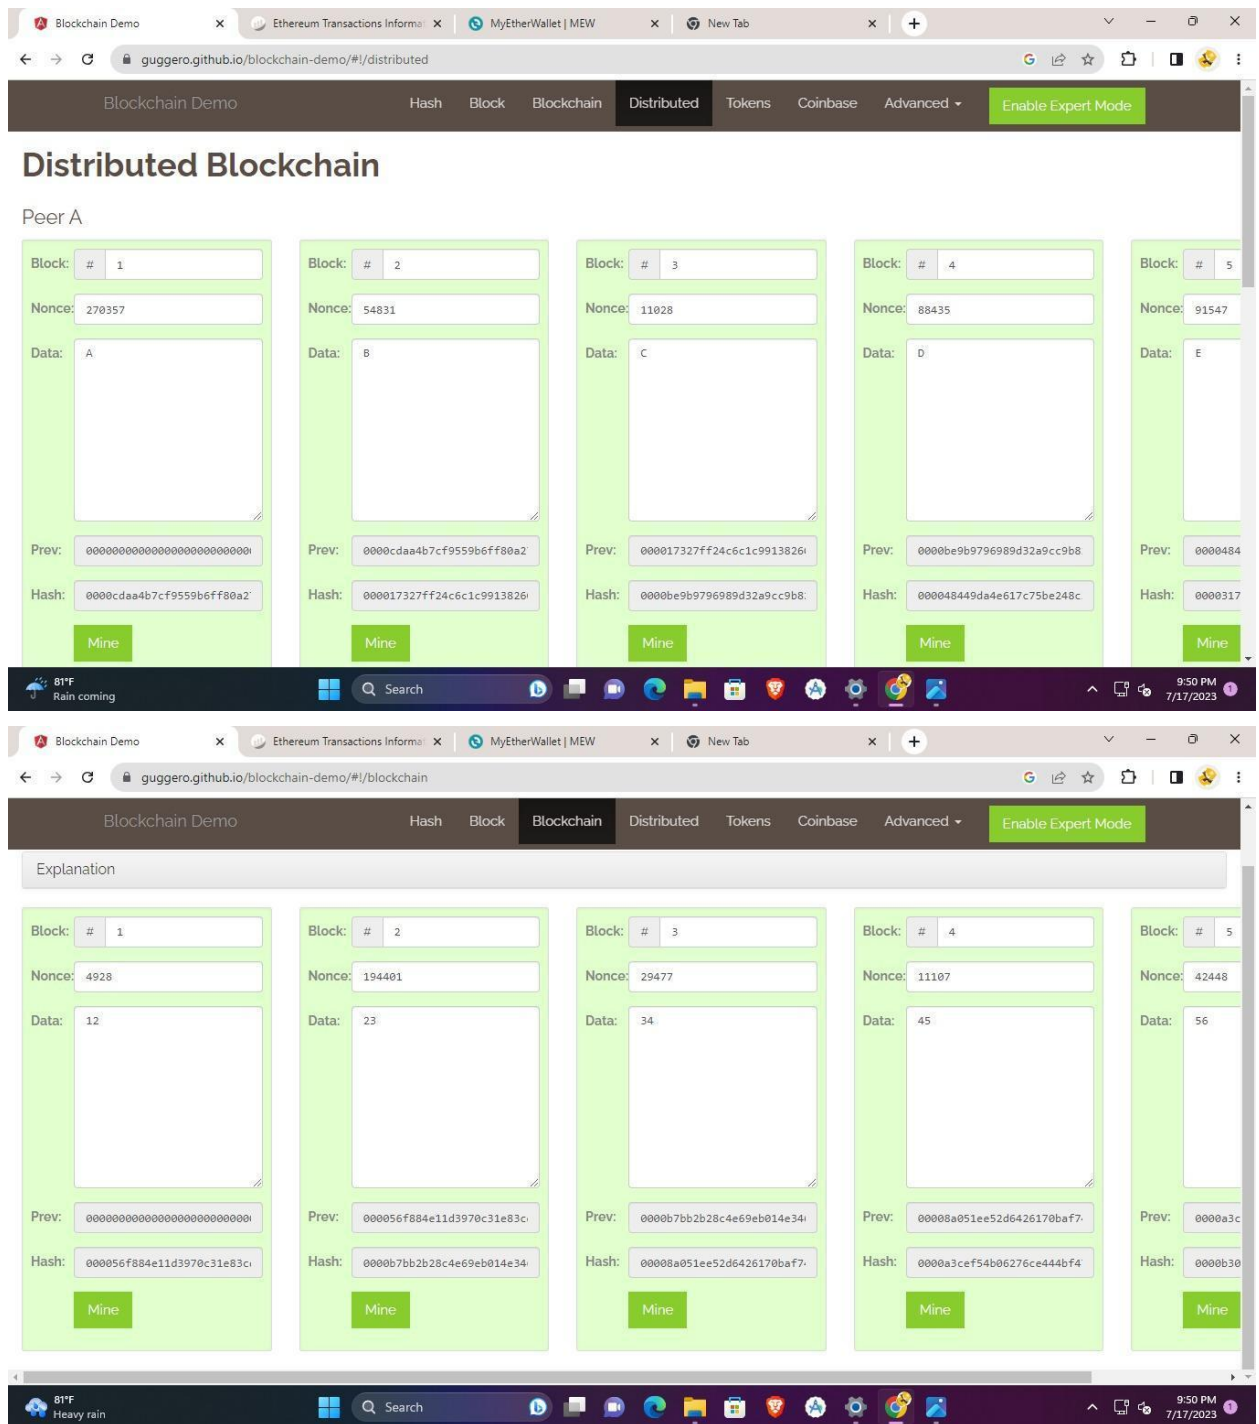 Blockchain Demo Ethereum Transactions Informa MyEtherWallet | MEW New Tab
guggero.github.io/blockchain-demo/#!/distributed
Blockchain Demo Hash Block Blockchain Distributed Tokens Coinbase Advanced Enable Expert Mode
Distributed Blockchain
Peer A
Block: # 1 Block: # 2 Block: # 3 Block: # 4 Block: # 5
Nonce: 270357 Nonce: 54831 Nonce: 11028 Nonce: 88435 Nonce: 91547
Data: A Data: B Data: C Data: D Data: E
Prev: 0000000000000000000000000 Prev: 0000cdaa4b7cf9559b6ff80a2 Prev: 000017327ff24c6c1c9913826 Prev: 0000be9b9796989d32a9cc9b8 Prev: 0000484
Hash: 0000cdaa4b7cf9559b6ff80a2 Hash: 000017327ff24c6c1c9913826 Hash: 0000be9b9796989d32a9cc9b8 Hash: 000048449da4e617c75be248c Hash: 0000317
Mine Mine Mine Mine Mine
81°F
Rain coming
Search
9:50 PM
7/17/2023
1
Blockchain Demo Ethereum Transactions Informa MyEtherWallet | MEW New Tab
guggero.github.io/blockchain-demo/#!/blockchain
Blockchain Demo Hash Block Blockchain Distributed Tokens Coinbase Advanced Enable Expert Mode
Explanation
Block: # 1 Block: # 2 Block: # 3 Block: # 4 Block: # 5
Nonce: 4928 Nonce: 194401 Nonce: 29477 Nonce: 11107 Nonce: 42448
Data: 12 Data: 23 Data: 34 Data: 45 Data: 56
Prev: 0000000000000000000000000 Prev: 000056f884e11d3970c31e83c Prev: 0000b7bb2b28c4e69eb014e34 Prev: 00008a051ee52d6426170baf7 Prev: 0000a3c
Hash: 000056f884e11d3970c31e83c Hash: 0000b7bb2b28c4e69eb014e34 Hash: 00008a051ee52d6426170baf7 Hash: 0000a3cef54b06276ce444bf4 Hash: 0000b30
Mine Mine Mine Mine Mine
81°F
Heavy rain
Search
9:50 PM
7/17/2023
1